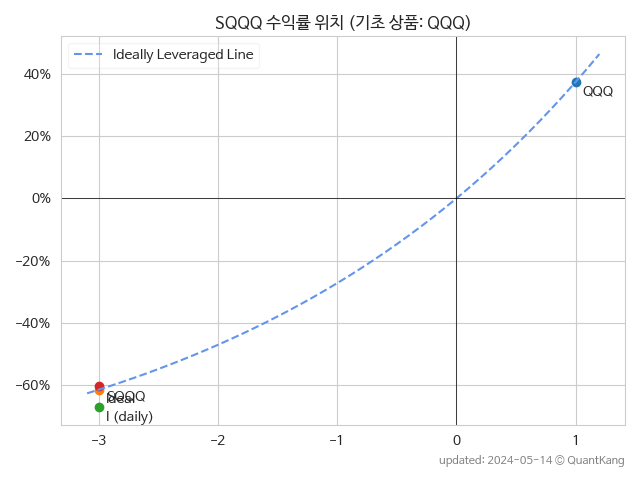 SQQQ 수익률 위치 (기초 상품: QQQ)
Ideally Leveraged Line
40%
QQQ
20%
0%
−20%
−40%
−60%
SQQQ
Ideal
I (daily)
−3
−2
−1
0
1
updated: 2024-05-14 © QuantKang